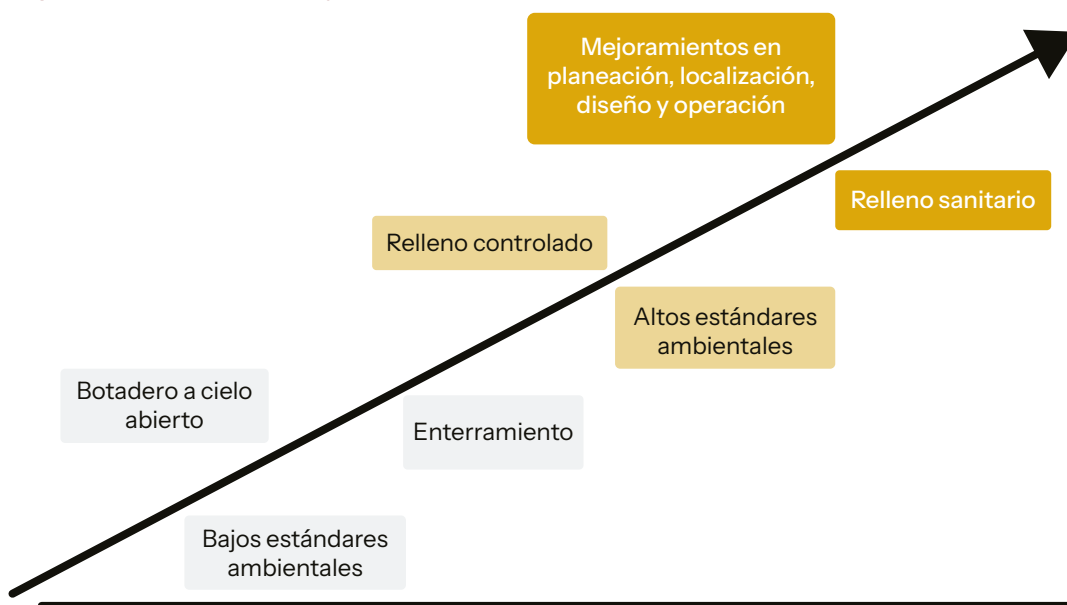 Mejoramientos en
planeación, localización,
diseño y operación
Relleno sanitario
Relleno controlado
Altos estándares
ambientales
Botadero a cielo
abierto
Enterramiento
Bajos estándares
ambientales